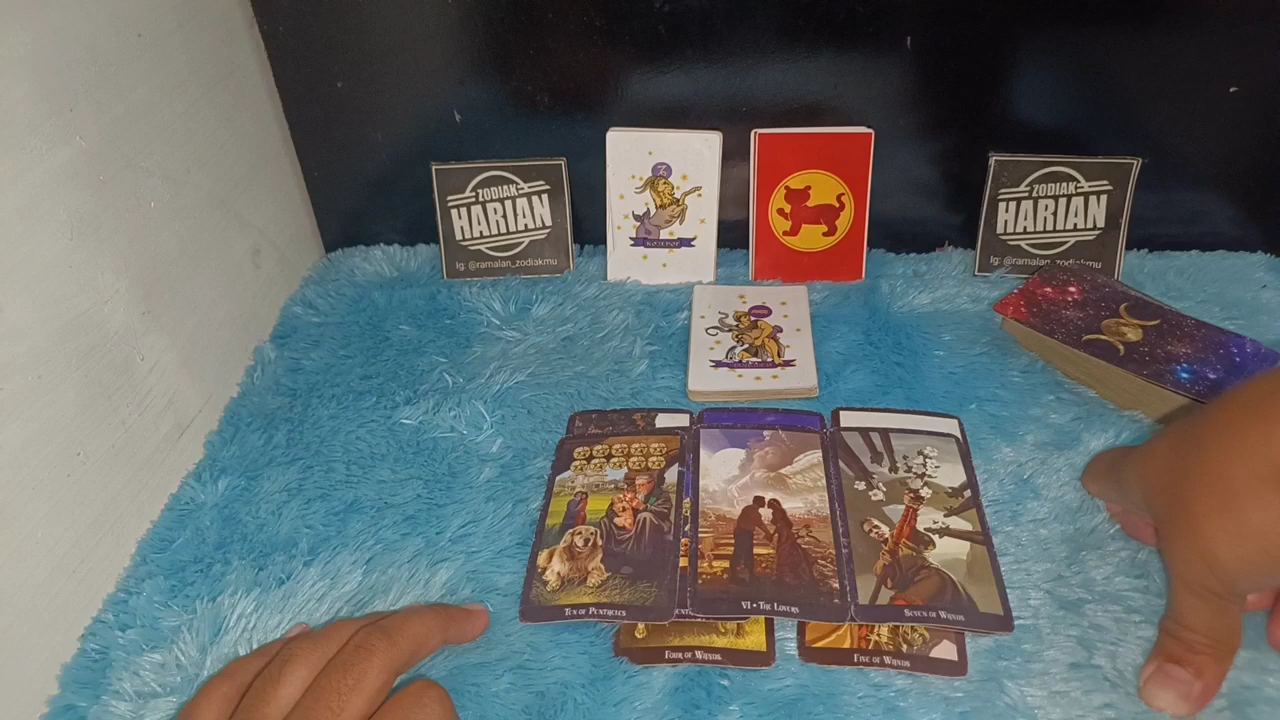 ZODIAK
HARIAN
Ig: @ramalan_zodiakmu
ZODIAK
HARIAN
Ig: @ramalan_zodiakmu
TEN OF PENTACLES
VI • THE LOVERS
SEVEN OF WANDS
FOUR OF WANDS
FIVE OF WANDS